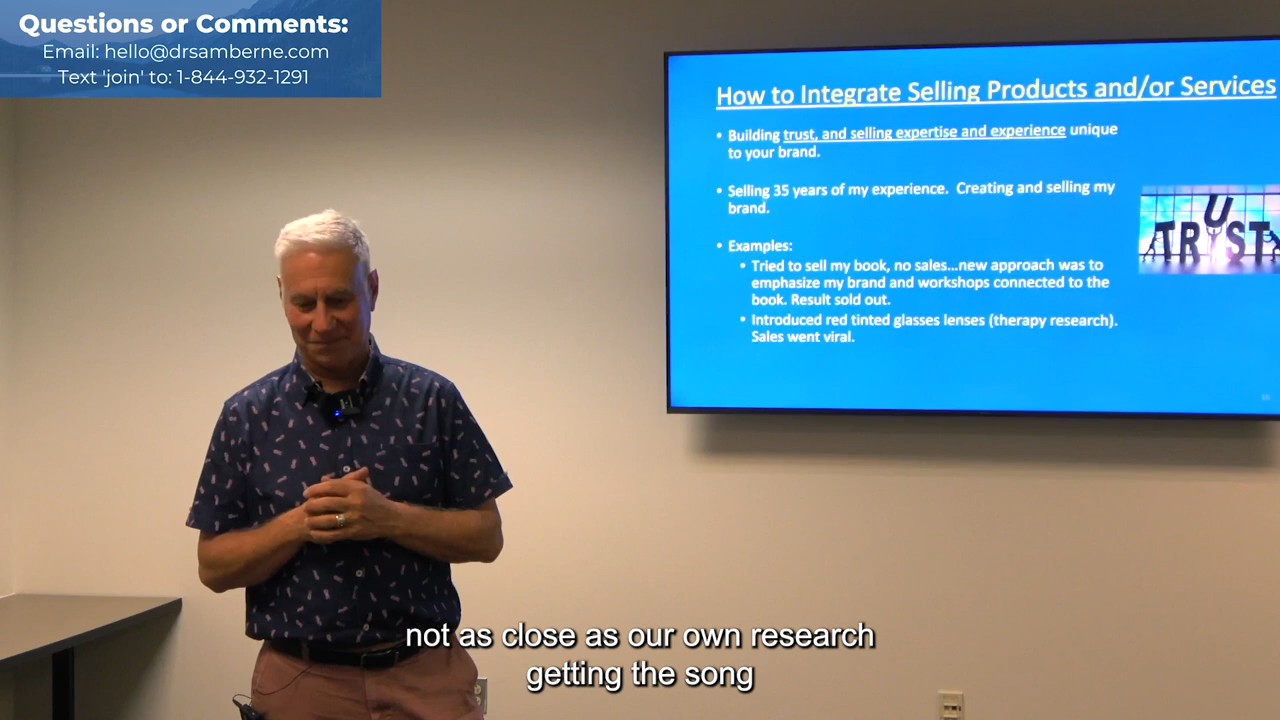 Questions or Comments:
Email: hello@drsamberne.com
Text 'join' to: 1-844-932-1291
How to Integrate Selling Products and/or Services
• Building trust, and selling expertise and experience unique
to your brand.
• Selling 35 years of my experience.  Creating and selling my
brand.
• Examples:
• Tried to sell my book, no sales...new approach was to
emphasize my brand and workshops connected to the
book. Result sold out.
• Introduced red tinted glasses lenses (therapy research).
Sales went viral.
TRUST
not as close as our own research
getting the song